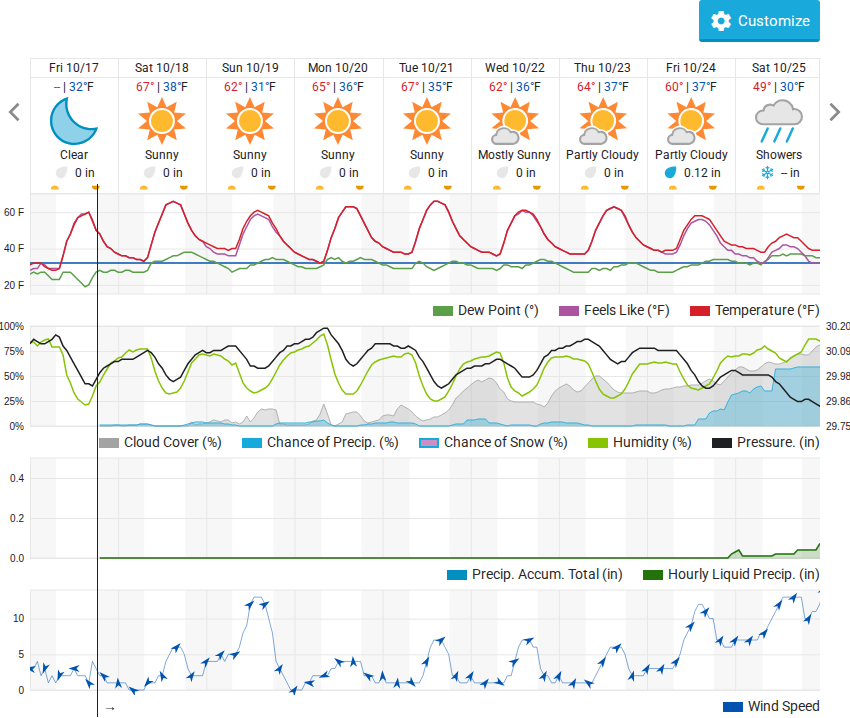 Customize
Fri 10/17 Sat 10/18 Sun 10/19 Mon 10/20 Tue 10/21 Wed 10/22 Thu 10/23 Fri 10/24 Sat 10/25
-- | 32°F 67° | 38°F 62° | 31°F 65° | 36°F 67° | 35°F 62° | 36°F 64° | 37°F 60° | 37°F 49° | 30°F
Clear Sunny Sunny Sunny Sunny Mostly Sunny Partly Cloudy Partly Cloudy Showers
0 in 0 in 0 in 0 in 0 in 0 in 0 in 0.12 in -- in
60 F
40 F
20 F
Dew Point (°) Feels Like (°F) Temperature (°F)
100% 30.20
75% 30.09
50% 29.98
25% 29.86
0% 29.75
Cloud Cover (%) Chance of Precip. (%) Chance of Snow (%) Humidity (%) Pressure. (in)
0.4
0.2
0.0
Precip. Accum. Total (in) Hourly Liquid Precip. (in)
10
5
0
→
Wind Speed